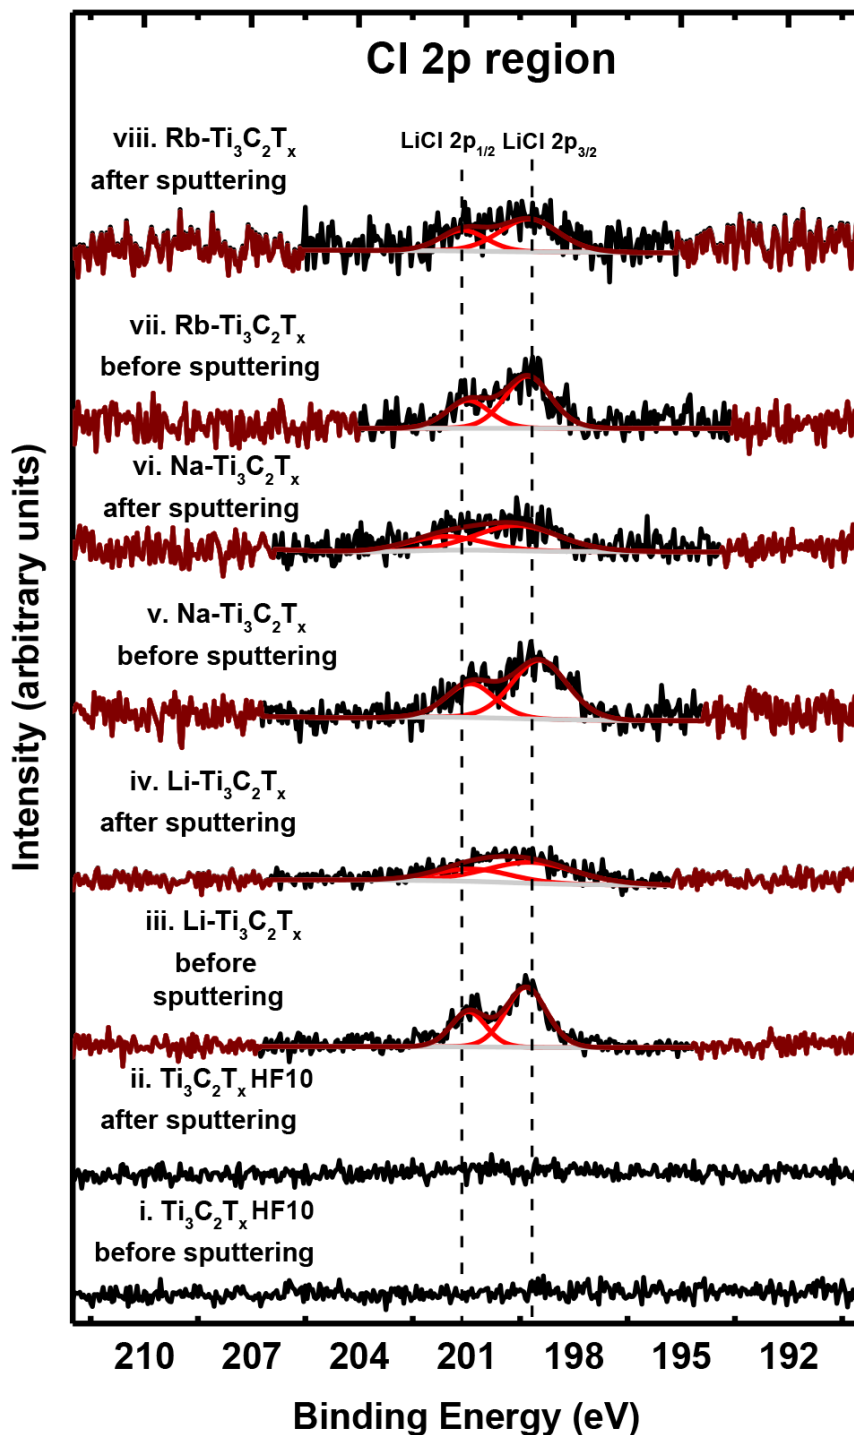 Cl 2p region
viii. Rb-Ti₃C₂Tₓ
after sputtering
LiCl 2p₁/₂ LiCl 2p₃/₂
vii. Rb-Ti₃C₂Tₓ
before sputtering
vi. Na-Ti₃C₂Tₓ
after sputtering
v. Na-Ti₃C₂Tₓ
before sputtering
iv. Li-Ti₃C₂Tₓ
after sputtering
iii. Li-Ti₃C₂Tₓ
before
sputtering
ii. Ti₃C₂Tₓ HF10
after sputtering
i. Ti₃C₂Tₓ HF10
before sputtering
Intensity (arbitrary units)
210 207 204 201 198 195 192
Binding Energy (eV)